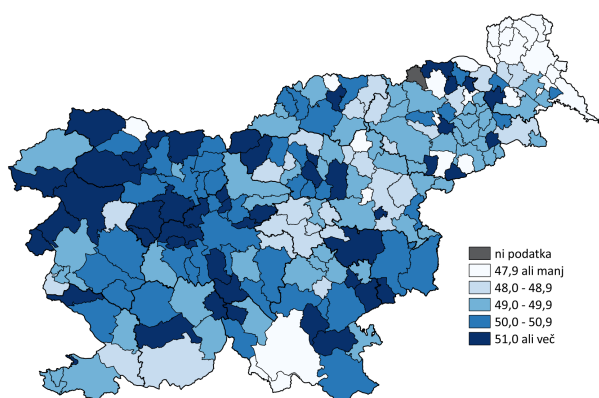 ni podatka
47,9 ali manj
48,0 - 48,9
49,0 - 49,9
50,0 - 50,9
51,0 ali več